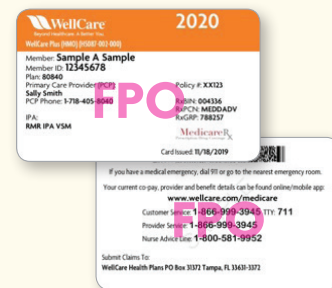 WellCare
Beyond Healthcare. A Better You.
2020
WellCare Plus (HMO) (H5087-003-000)
Member: Sample A Sample
Member ID: 12345678
Plan: 80840
Primary Care Provider (PCP):
Policy #: XX123
Sally Smith
PCP Phone: 1-718-405-8040
RxBIN: 004336
RxPCN: MEDDADV
RxGRP: 788257
IPA:
RMR IPA VSM
FPO
MedicareRx
Prescription Drug Coverage
Card Issued: 11/18/2019
If you have a medical emergency, dial 911 or go to the nearest emergency room.
Your current co-pay, provider and benefit details can be found online/mobile app:
www.wellcare.com/medicare
Customer Service: 1-866-999-3945 TTY: 711
Provider Service: 1-866-999-3945
Nurse Advice Line: 1-800-581-9952
FPO
Submit Claims To:
WellCare Health Plans PO Box 31372 Tampa, FL 33631-3372